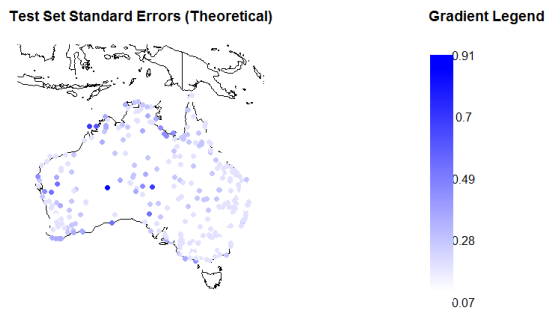 Test Set Standard Errors (Theoretical)
Gradient Legend
0.91
0.7
0.49
0.28
0.07